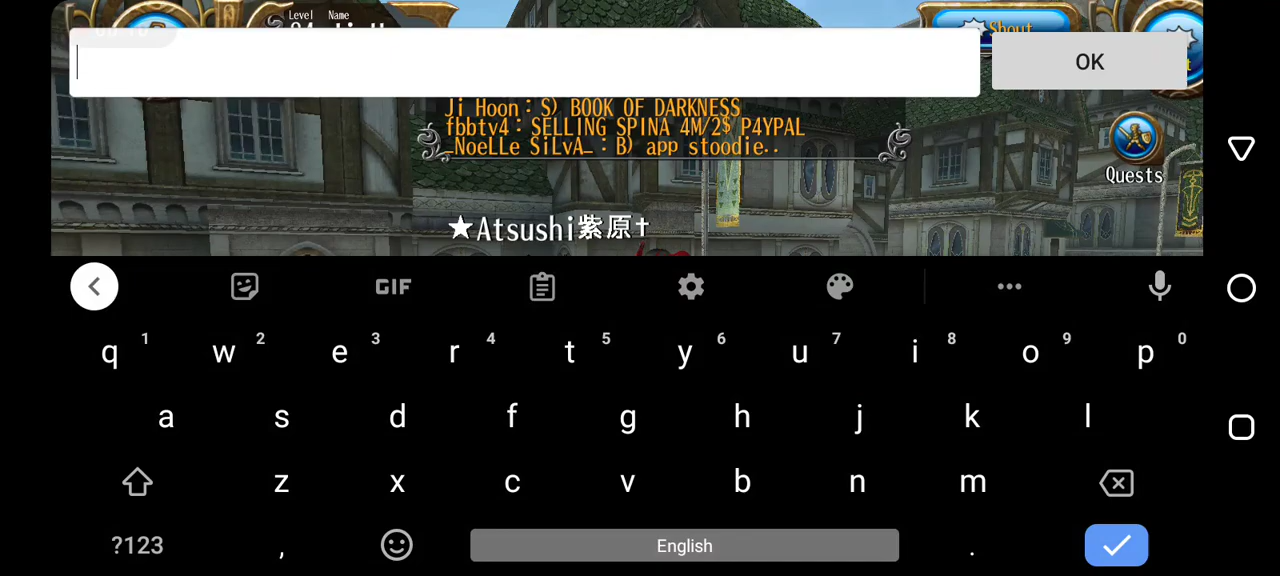 Level Name
Shout
OK
Ji Hoon : S) BOOK OF DARKNESS
fbbtv4 : SELLING SPINA 4M/2$ P4YPAL
_NoeLLe SiLvA_ : B) app stoodie..
Quests
★Atsushi紫原†
GIF
q 1 w 2 e 3 r 4 t 5 y 6 u 7 i 8 o 9 p 0
a s d f g h j k l
z x c v b n m
?123 , English .